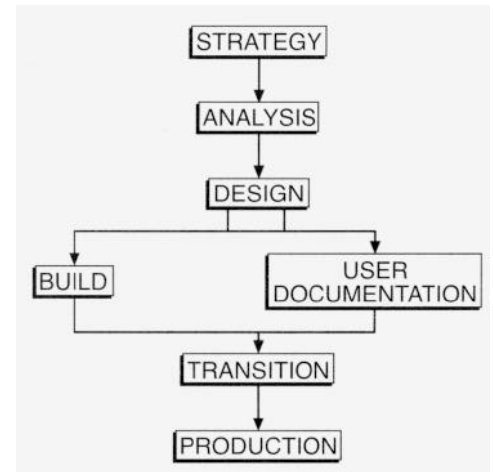 STRATEGY
ANALYSIS
DESIGN
BUILD
USER
DOCUMENTATION
TRANSITION
PRODUCTION